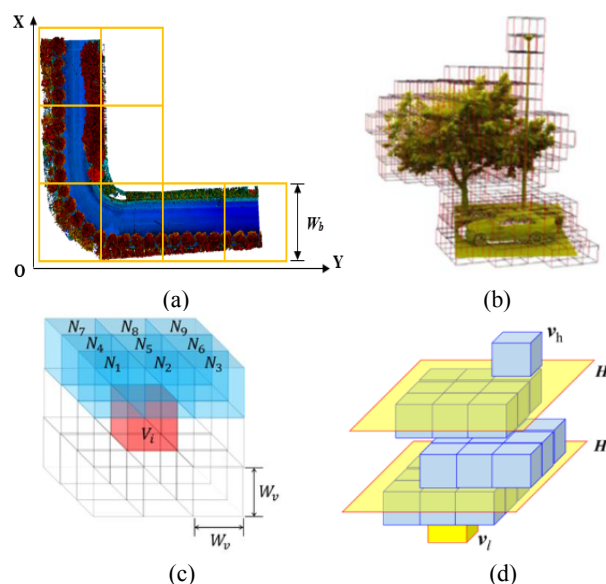 X
W_b
O
Y
(a)
(b)
N_7 N_8 N_9
N_4 N_5 N_6
N_1 N_2 N_3
V_i
W_v
W_v
(c)
v_h
H
H
v_l
(d)